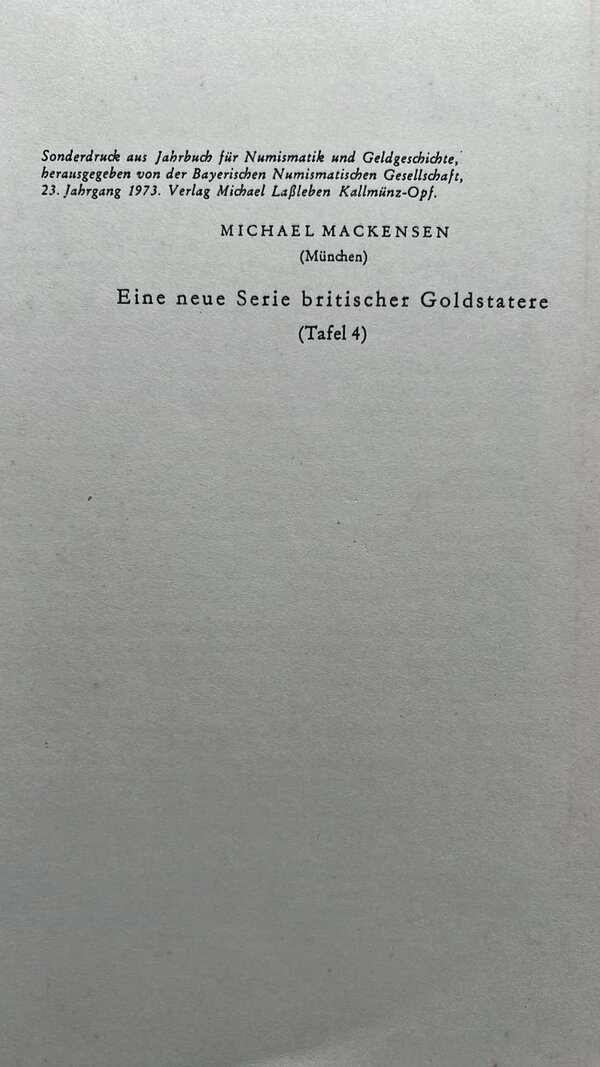 Sonderdruck aus Jahrbuch für Numismatik und Geldgeschichte,
herausgegeben von der Bayerischen Numismatischen Gesellschaft,
23. Jahrgang 1973. Verlag Michael Laßleben Kallmünz-Opf.
MICHAEL MACKENSEN
(München)
Eine neue Serie britischer Goldstatere
(Tafel 4)